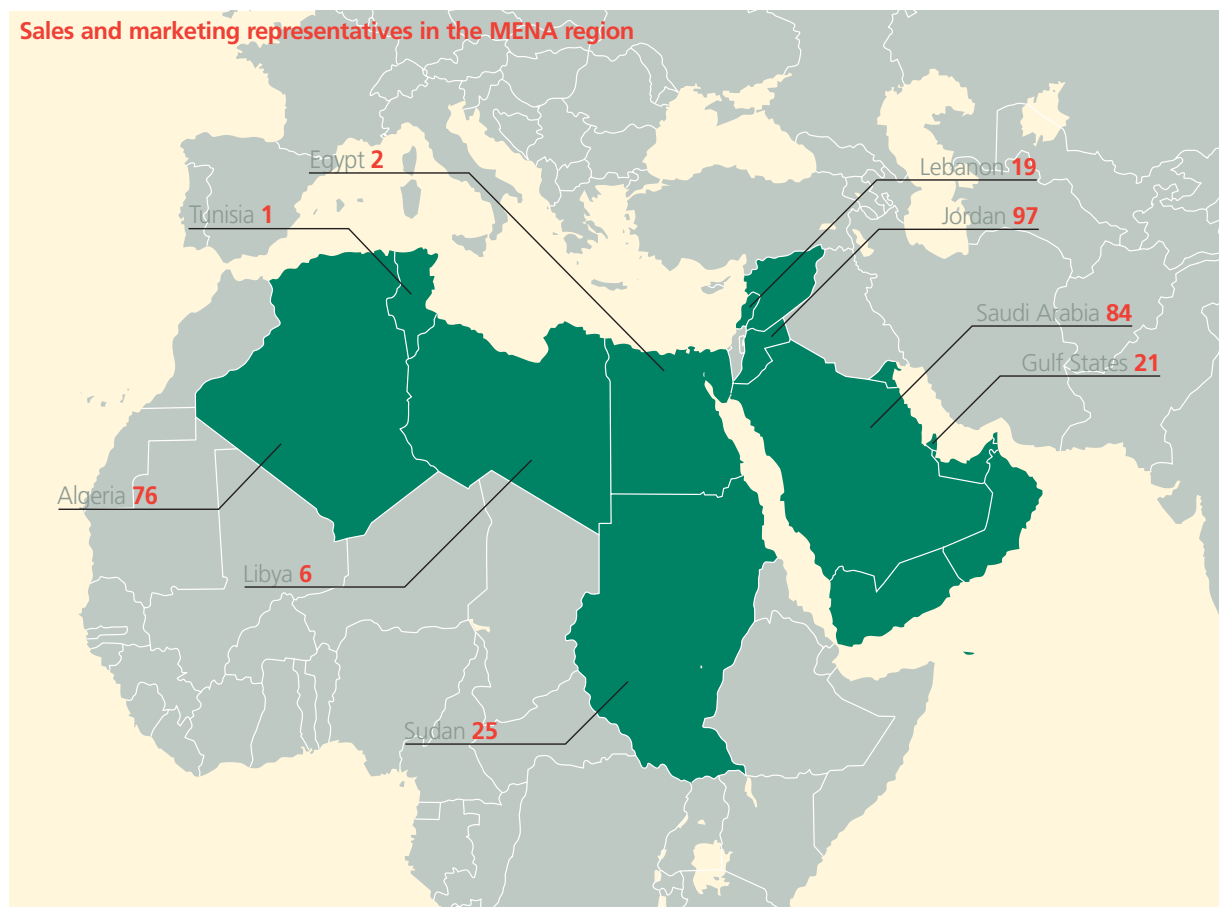 Sales and marketing representatives in the MENA region
Egypt 2
Lebanon 19
Tunisia 1
Jordan 97
Saudi Arabia 84
Gulf States 21
Algeria 76
Libya 6
Sudan 25